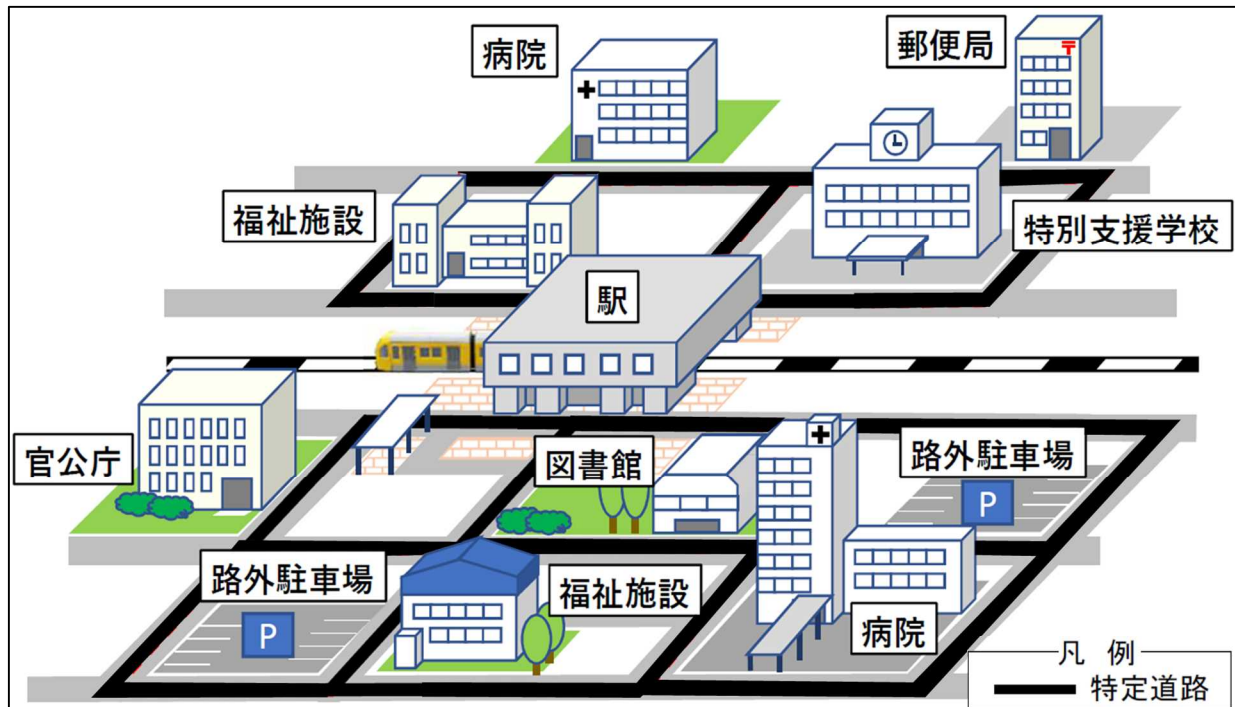 病院
郵便局
〒
福祉施設
特別支援学校
駅
官公庁
図書館
路外駐車場
P
路外駐車場
P
福祉施設
病院
凡 例
特定道路